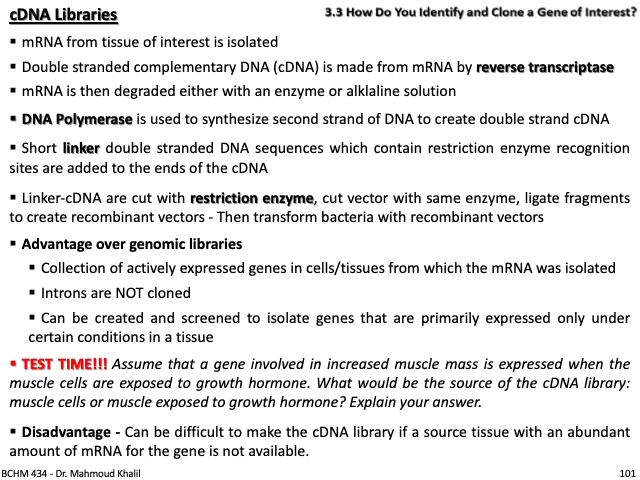 cDNA Libraries
3.3 How Do You Identify and Clone a Gene of Interest?
▪ mRNA from tissue of interest is isolated
▪ Double stranded complementary DNA (cDNA) is made from mRNA by reverse transcriptase
▪ mRNA is then degraded either with an enzyme or alklaline solution
▪ DNA Polymerase is used to synthesize second strand of DNA to create double strand cDNA
▪ Short linker double stranded DNA sequences which contain restriction enzyme recognition
sites are added to the ends of the cDNA
▪ Linker-cDNA are cut with restriction enzyme, cut vector with same enzyme, ligate fragments
to create recombinant vectors - Then transform bacteria with recombinant vectors
▪ Advantage over genomic libraries
▪ Collection of actively expressed genes in cells/tissues from which the mRNA was isolated
▪ Introns are NOT cloned
▪ Can be created and screened to isolate genes that are primarily expressed only under
certain conditions in a tissue
▪ TEST TIME!!! Assume that a gene involved in increased muscle mass is expressed when the
muscle cells are exposed to growth hormone. What would be the source of the cDNA library:
muscle cells or muscle exposed to growth hormone? Explain your answer.
▪ Disadvantage - Can be difficult to make the cDNA library if a source tissue with an abundant
amount of mRNA for the gene is not available.
BCHM 434 - Dr. Mahmoud Khalil
101